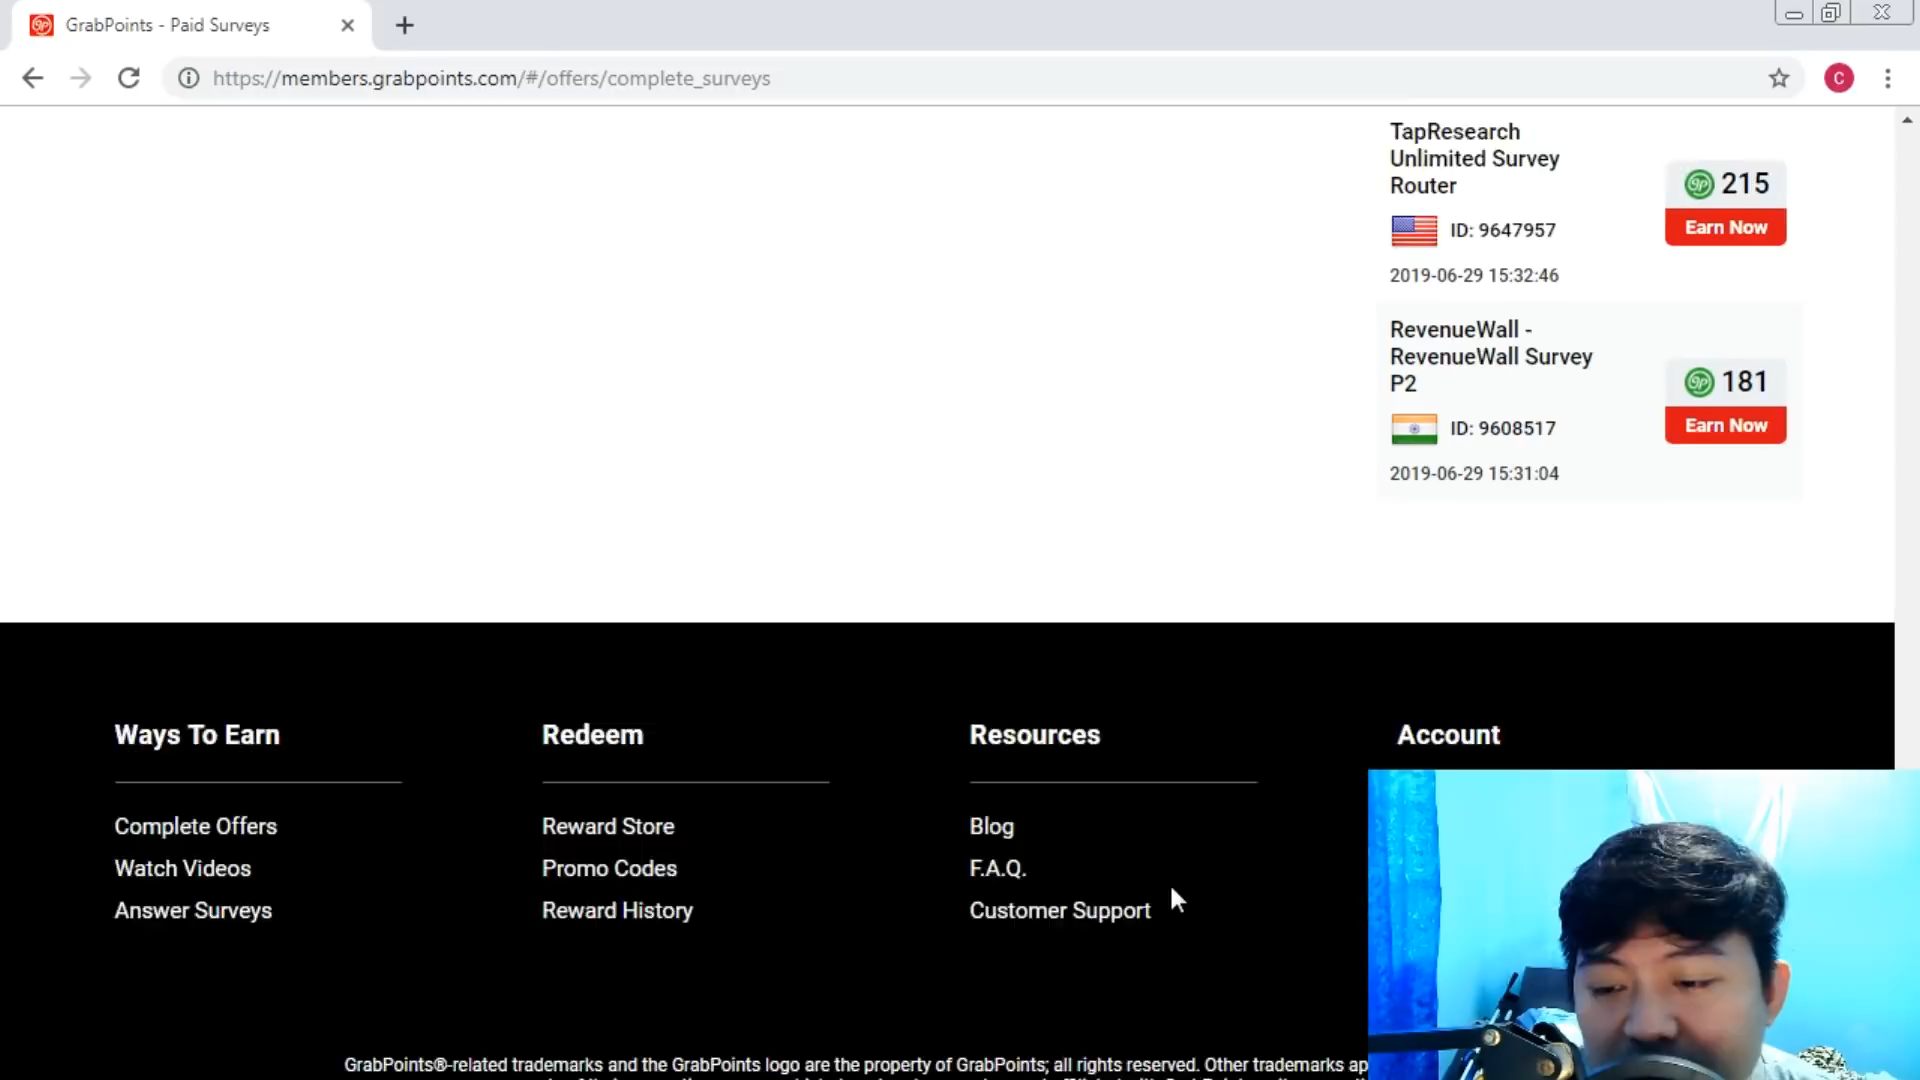 GrabPoints - Paid Surveys
https://members.grabpoints.com/#/offers/complete_surveys
C
TapResearch
Unlimited Survey
Router
215
Earn Now
ID: 9647957
2019-06-29 15:32:46
RevenueWall -
RevenueWall Survey
P2
181
Earn Now
ID: 9608517
2019-06-29 15:31:04
Ways To Earn
Complete Offers
Watch Videos
Answer Surveys
Redeem
Reward Store
Promo Codes
Reward History
Resources
Blog
F.A.Q.
Customer Support
Account
GrabPoints®-related trademarks and the GrabPoints logo are the property of GrabPoints; all rights reserved. Other trademarks ap